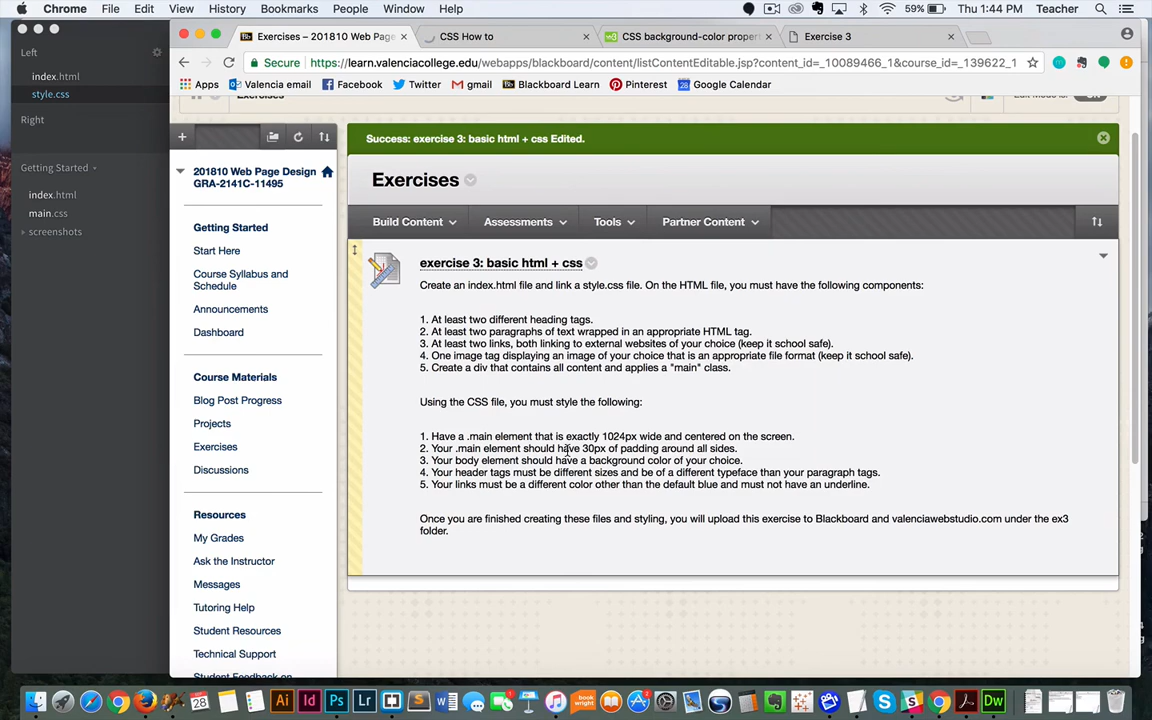 Chrome File Edit View History Bookmarks People Window Help 59% Thu 1:44 PM Teacher
Left
index.html
style.css
Right
Getting Started
index.html
main.css
screenshots
Exercises – 201810 Web Page × CSS How to × CSS background-color proper × Exercise 3 ×
Secure https://learn.valenciacollege.edu/webapps/blackboard/content/listContentEditable.jsp?content_id=_10089466_1&course_id=_139622_1
Apps Valencia email Facebook Twitter gmail Blackboard Learn Pinterest Google Calendar
201810 Web Page Design
GRA-2141C-11495
Getting Started
Start Here
Course Syllabus and
Schedule
Announcements
Dashboard
Course Materials
Blog Post Progress
Projects
Exercises
Discussions
Resources
My Grades
Ask the Instructor
Messages
Tutoring Help
Student Resources
Technical Support
Success: exercise 3: basic html + css Edited.
Exercises
Build Content Assessments Tools Partner Content
exercise 3: basic html + css
Create an index.html file and link a style.css file. On the HTML file, you must have the following components:
1. At least two different heading tags.
2. At least two paragraphs of text wrapped in an appropriate HTML tag.
3. At least two links, both linking to external websites of your choice (keep it school safe).
4. One image tag displaying an image of your choice that is an appropriate file format (keep it school safe).
5. Create a div that contains all content and applies a "main" class.
Using the CSS file, you must style the following:
1. Have a .main element that is exactly 1024px wide and centered on the screen.
2. Your .main element should have 30px of padding around all sides.
3. Your body element should have a background color of your choice.
4. Your header tags must be different sizes and be of a different typeface than your paragraph tags.
5. Your links must be a different color other than the default blue and must not have an underline.
Once you are finished creating these files and styling, you will upload this exercise to Blackboard and valenciawebstudio.com under the ex3
folder.